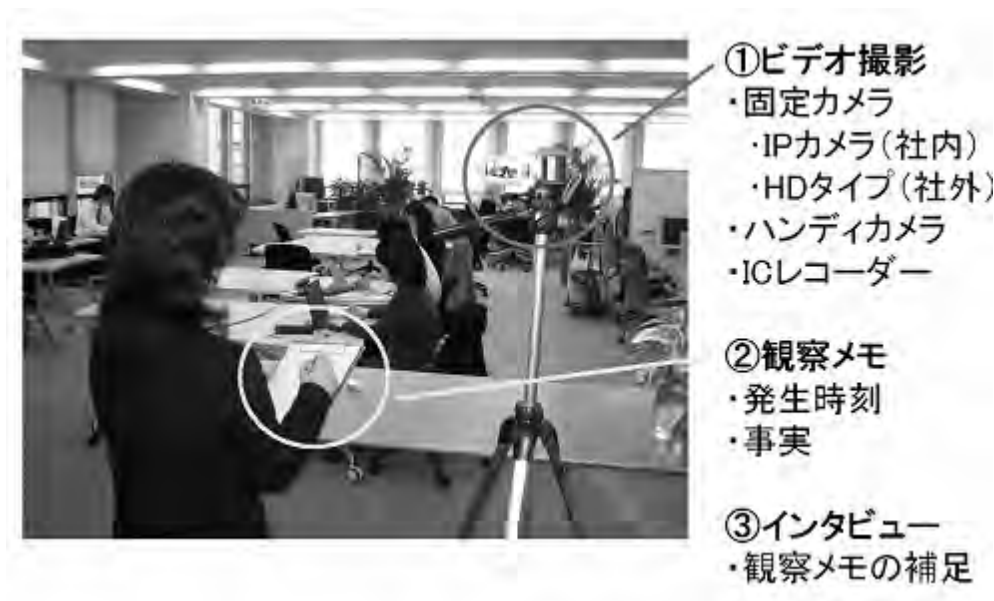 ①ビデオ撮影
・固定カメラ
・IPカメラ(社内)
・HDタイプ(社外)
・ハンディカメラ
・ICレコーダー
②観察メモ
・発生時刻
・事実
③インタビュー
・観察メモの補足